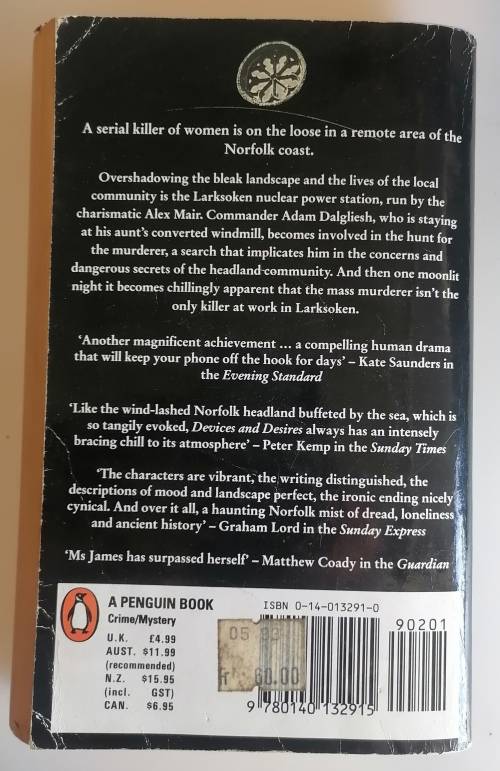 A serial killer of women is on the loose in a remote area of the
Norfolk coast.
Overshadowing the bleak landscape and the lives of the local
community is the Larksoken nuclear power station, run by the
charismatic Alex Mair. Commander Adam Dalgliesh, who is staying
at his aunt's converted windmill, becomes involved in the hunt for
the murderer, a search that implicates him in the concerns and
dangerous secrets of the headland community. And then one moonlit
night it becomes chillingly apparent that the mass murderer isn't the
only killer at work in Larksoken.
'Another magnificent achievement ... a compelling human drama
that will keep your phone off the hook for days' – Kate Saunders in
the Evening Standard
'Like the wind-lashed Norfolk headland buffeted by the sea, which is
so tangily evoked, Devices and Desires always has an intensely
bracing chill to its atmosphere' – Peter Kemp in the Sunday Times
'The characters are vibrant, the writing distinguished, the
descriptions of mood and landscape perfect, the ironic ending nicely
cynical. And over it all, a haunting Norfolk mist of dread, loneliness
and ancient history' – Graham Lord in the Sunday Express
'Ms James has surpassed herself' – Matthew Coady in the Guardian
A PENGUIN BOOK
Crime/Mystery
U.K. £4.99
AUST. $11.99
(recommended)
N.Z. $15.95
(incl. GST)
CAN. $6.95
ISBN 0-14-013291-0
90201
05
Fr 60.00
9 780140 132915